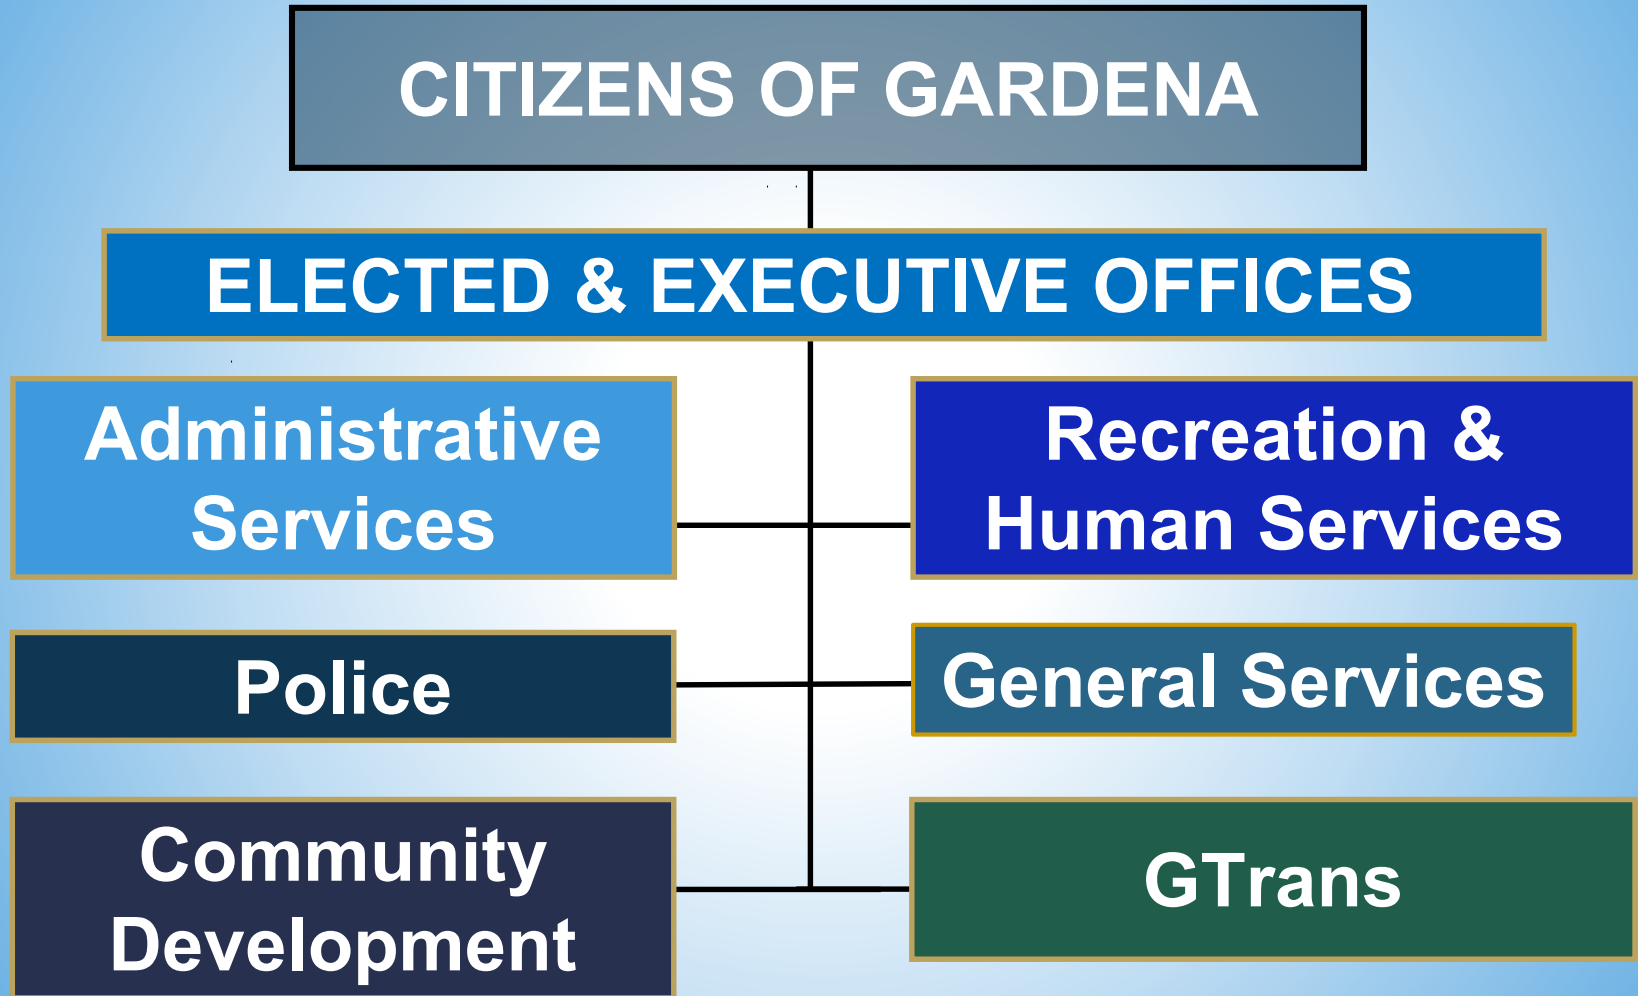 CITIZENS OF GARDENA
ELECTED & EXECUTIVE OFFICES
Administrative
Services
Recreation &
Human Services
Police
General Services
Community
Development
GTrans